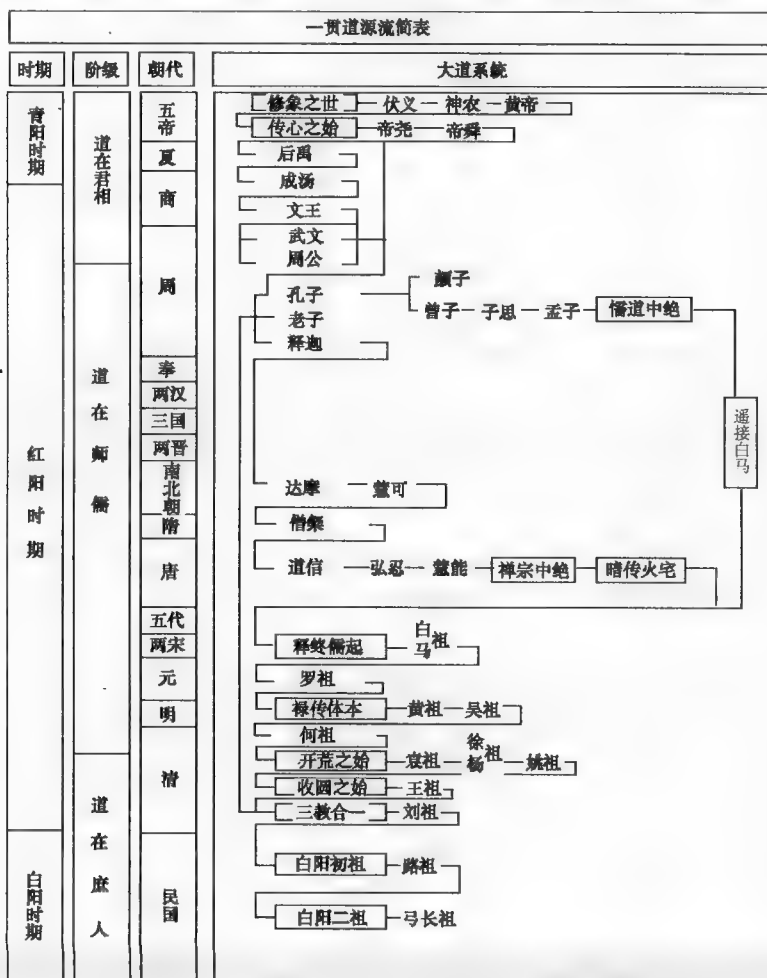 一贯道源流简表
时期 阶级 朝代 大道系统
青阳时期
红阳时期
白阳时期
道在君相
道在师儒
道在庶人
五帝
夏
商
周
秦
两汉
三国
两晋
南北朝
隋
唐
五代
两宋
元
明
清
民国
修象之世 伏义 神农 黄帝
传心之始 帝尧 帝舜
后禹
成汤
文王
武文
周公
孔子 颜子
曾子 子思 孟子 儒道中绝
老子
释迦
遥接白马
达摩 慧可
僧粲
道信 弘忍 慧能 禅宗中绝 暗传火宅
释终儒起 白马祖
罗祖
禄传体本 黄祖 吴祖
何祖
开荒之始 袁祖 徐杨祖 姚祖
收圆之始 王祖
三教合一 刘祖
白阳初祖 路祖
白阳二祖 弓长祖